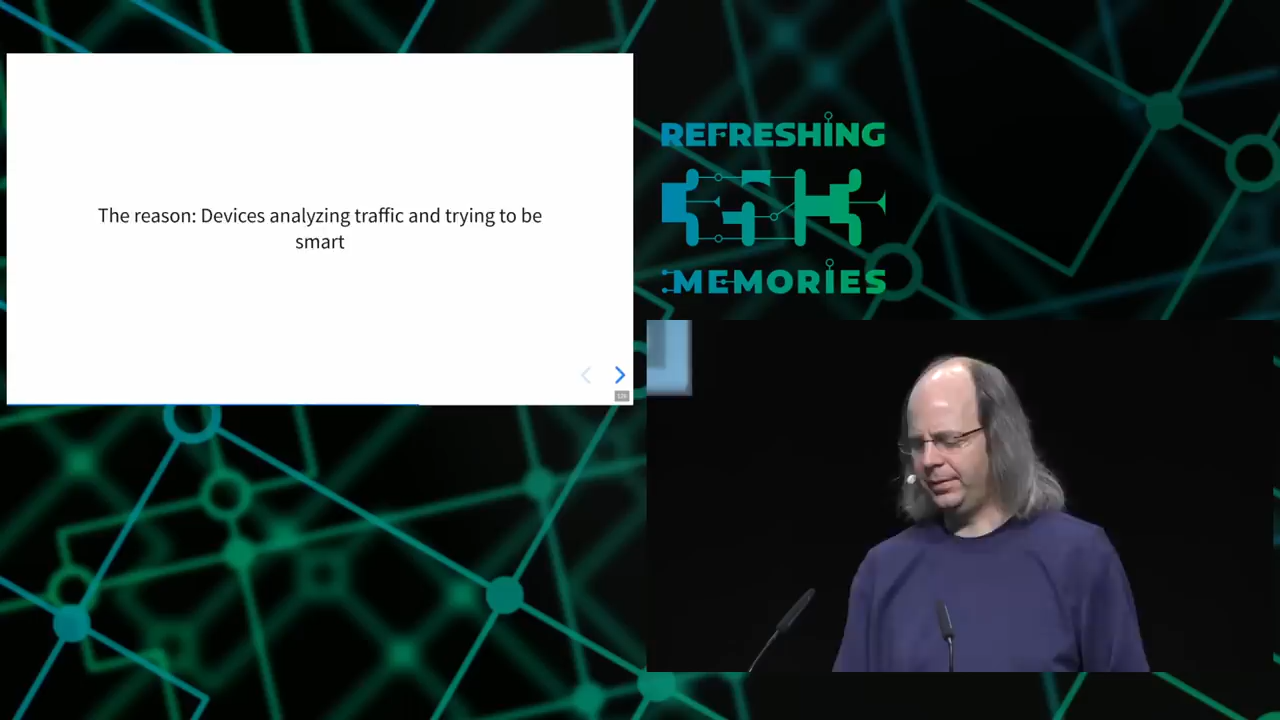 The reason: Devices analyzing traffic and trying to be
smart
REFRESHING
MEMORIES